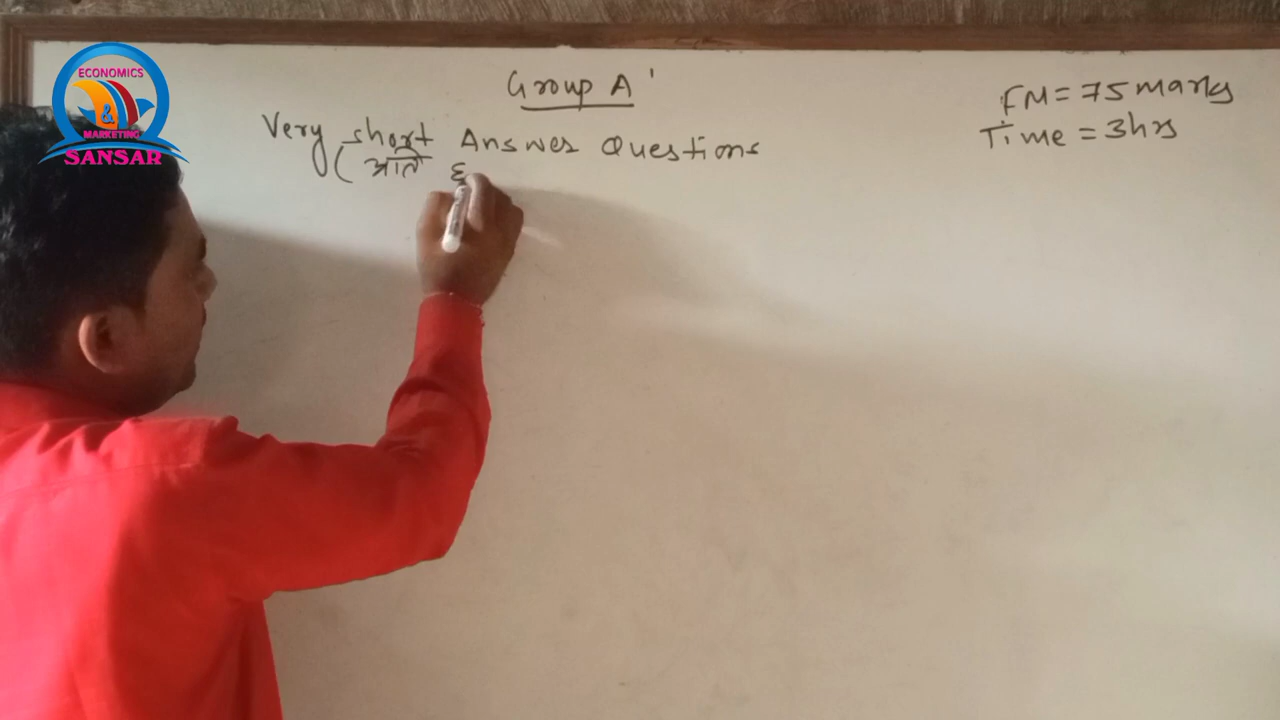 ECONOMICS
&
MARKETING
SANSAR
Group A'
FM = 75 marks
Very short Answer Questions
Time = 3hrs
(अति